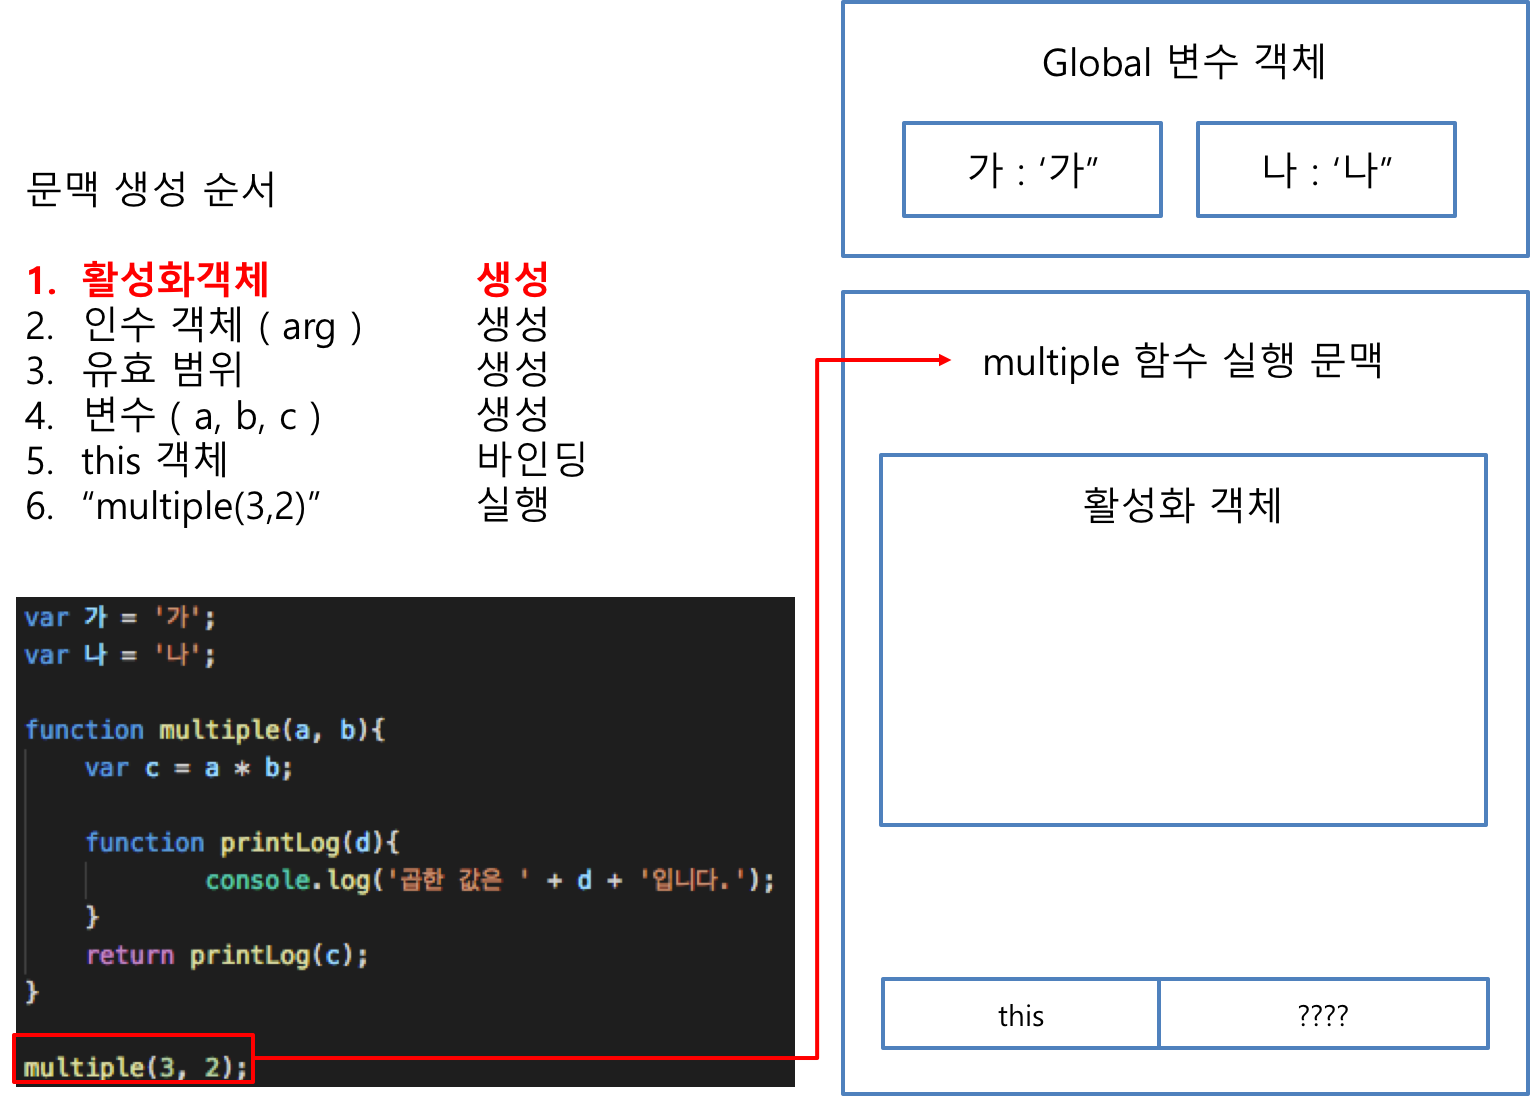 문맥 생성 순서
1. 활성화객체 생성
2. 인수 객체 ( arg ) 생성
3. 유효 범위 생성
4. 변수 ( a, b, c ) 생성
5. this 객체 바인딩
6. “multiple(3,2)” 실행
var 가 = '가';
var 나 = '나';
function multiple(a, b){
var c = a * b;
function printLog(d){
console.log('곱한 값은 ' + d + '입니다.');
}
return printLog(c);
}
multiple(3, 2);
Global 변수 객체
가 : ‘가”
나 : ‘나”
multiple 함수 실행 문맥
활성화 객체
this
????